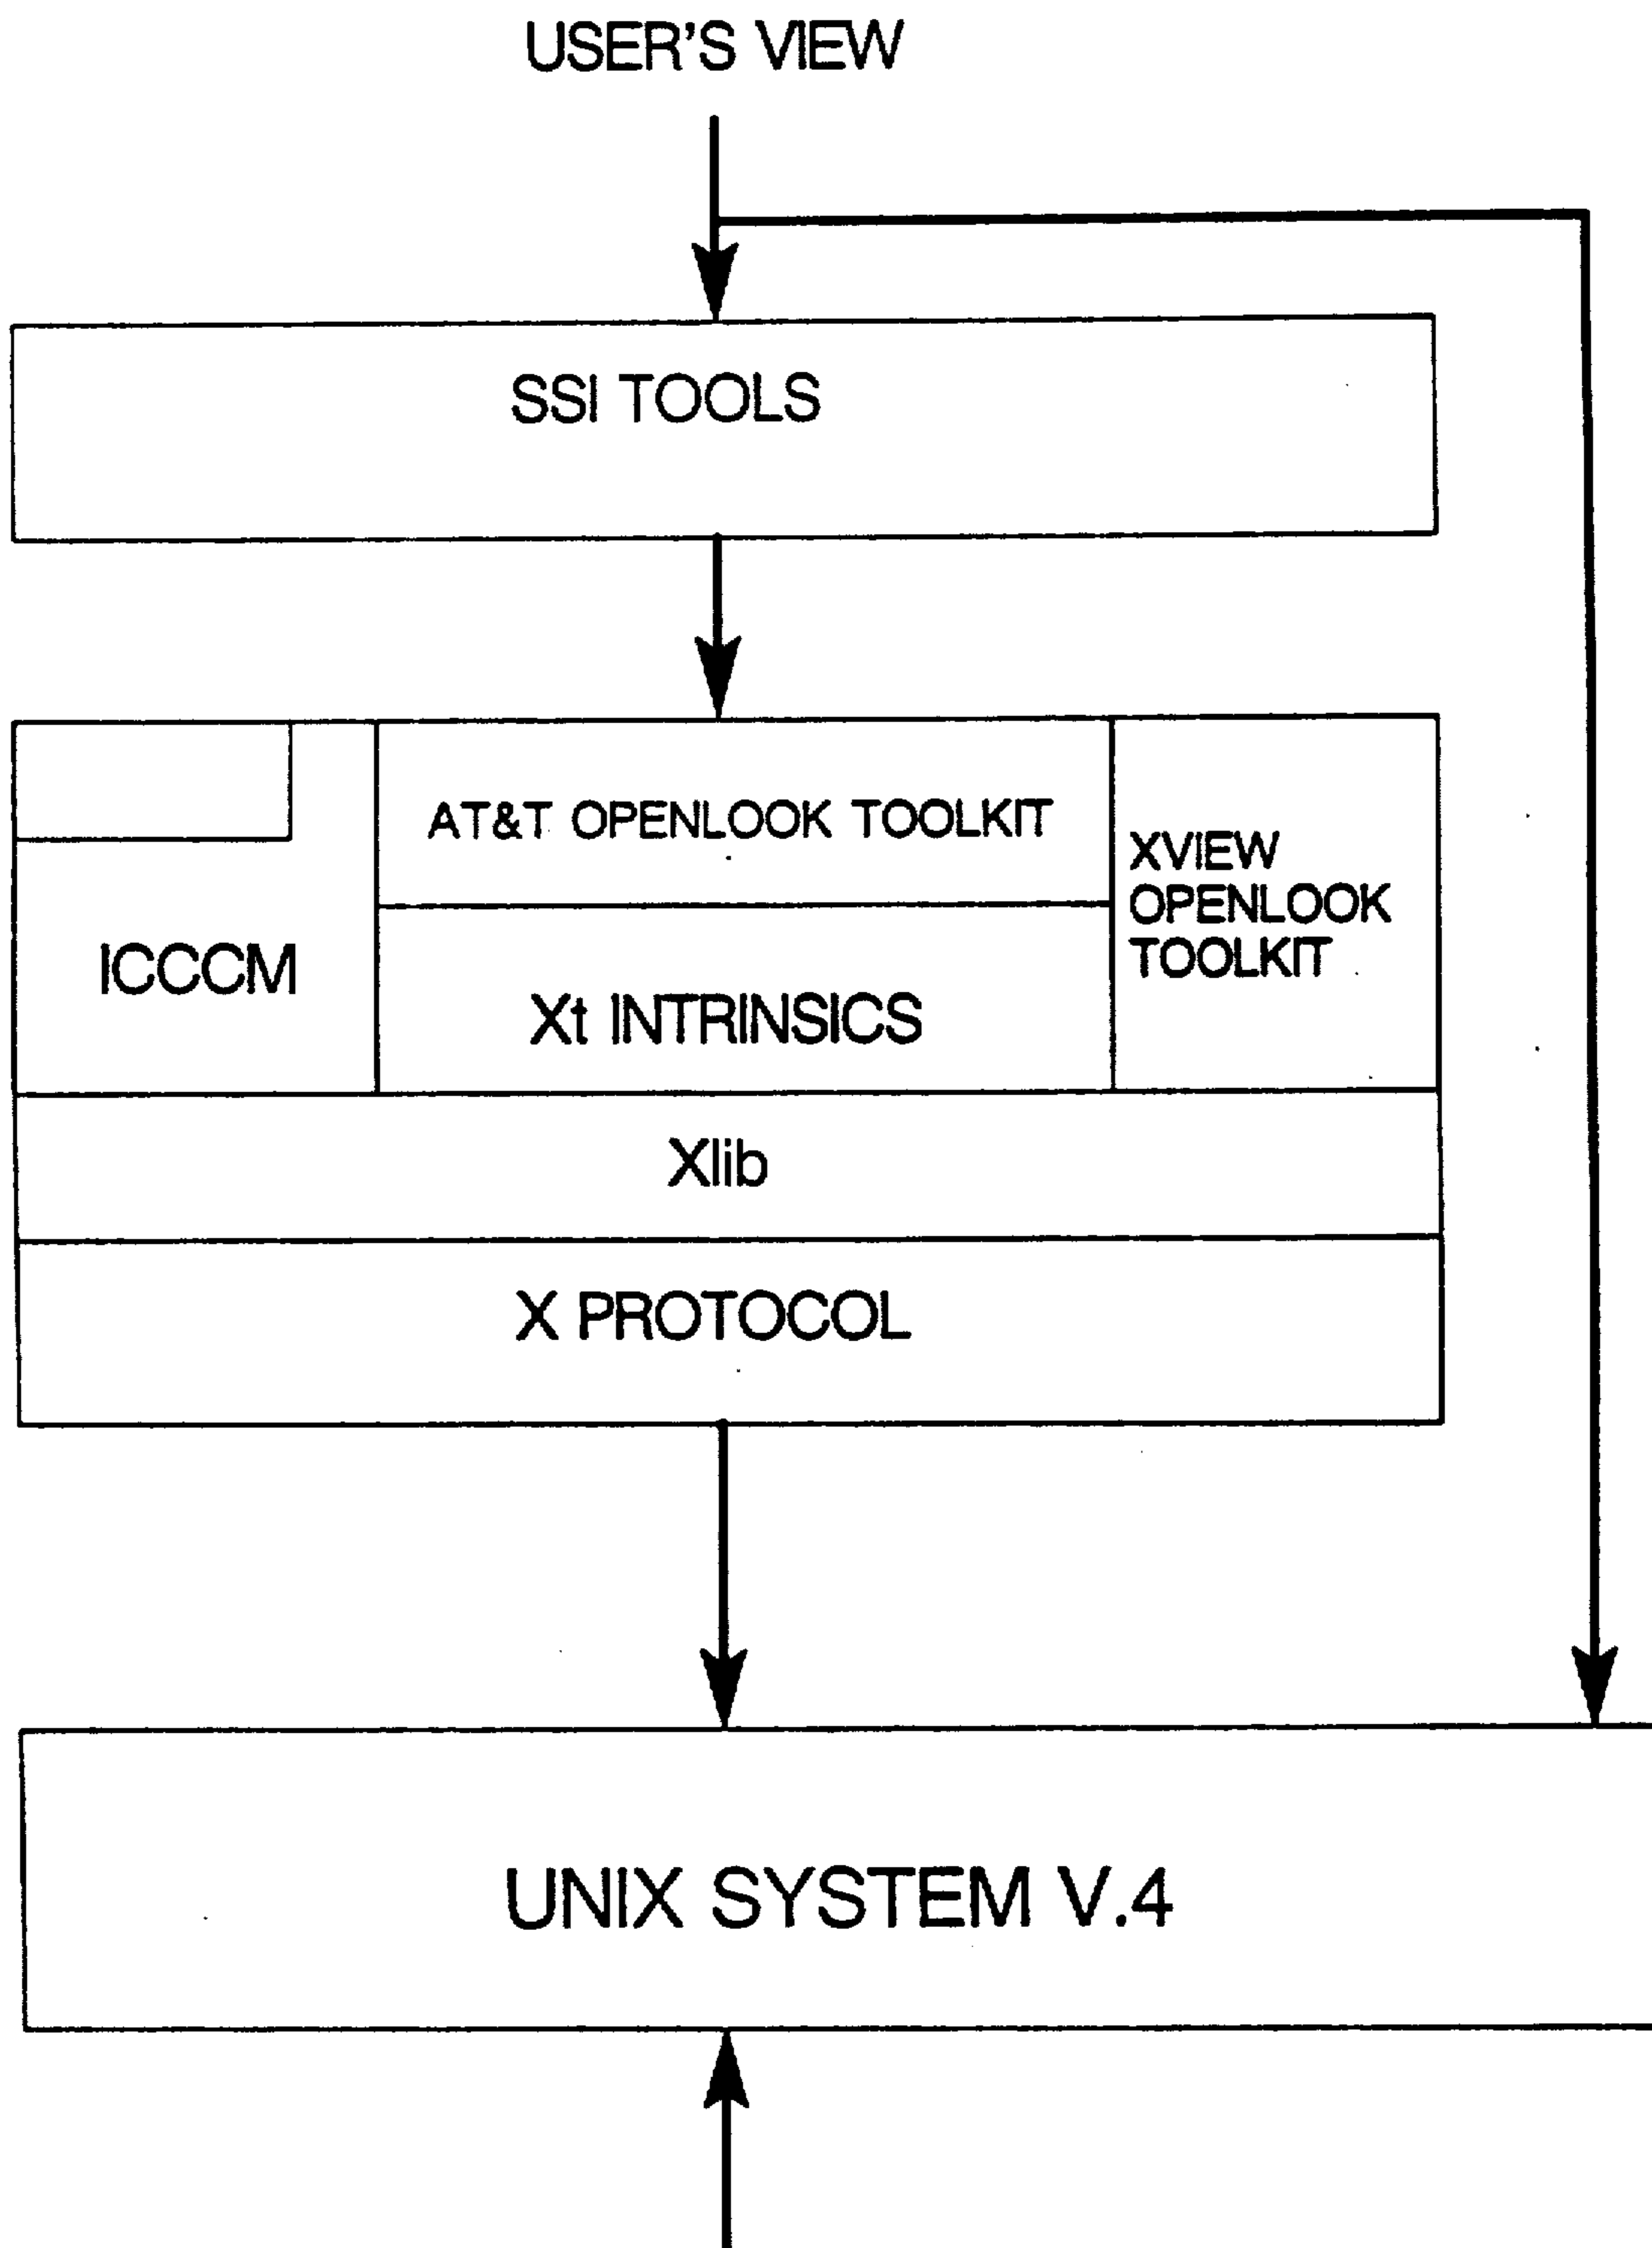 USER'S VIEW
SSI TOOLS
AT&T OPENLOOK TOOLKIT
XVIEW
OPENLOOK
TOOLKIT
ICCCM
Xt INTRINSICS
Xlib
X PROTOCOL
UNIX SYSTEM V.4